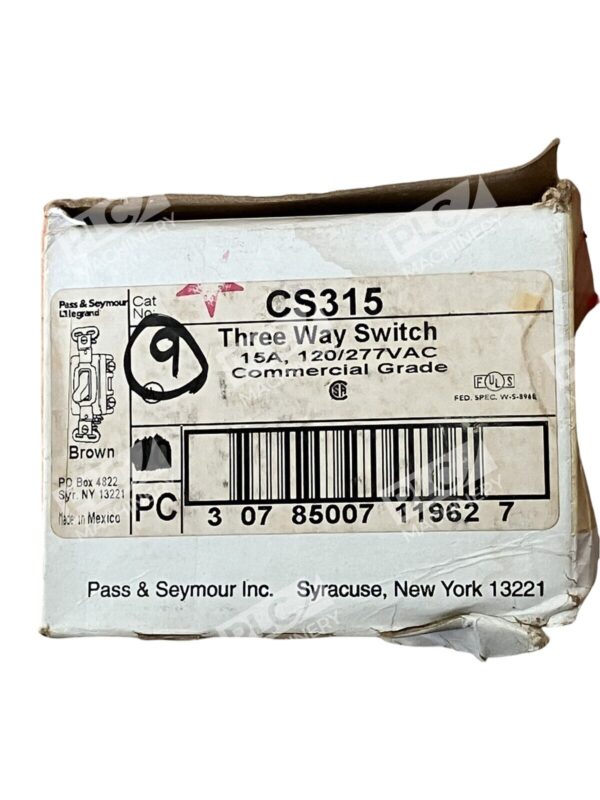 Pass & Seymour
legrand
Cat
No:
CS315
9
Three Way Switch
15A, 120/277VAC
Commercial Grade
FULS
FED. SPEC. W-S-896
Brown
PO Box 4822
Syr. NY 13221
Made in Mexico
PC
3 07 85007 11962 7
Pass & Seymour Inc. Syracuse, New York 13221
PLC MACHINERY